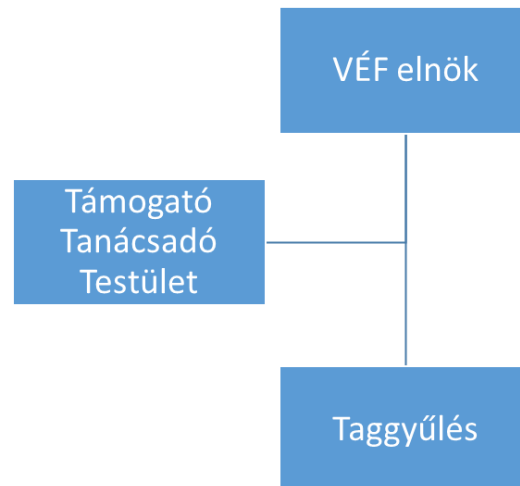 VÉF elnök
Támogató
Tanácsadó
Testület
Taggyűlés